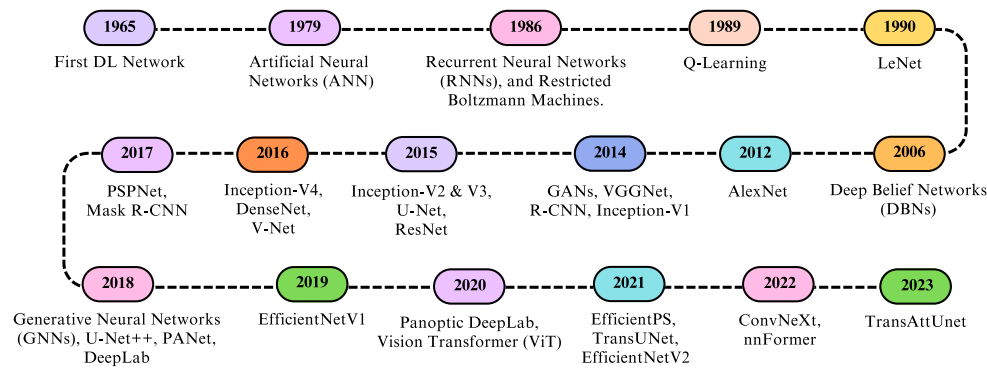 1965
First DL Network
1979
Artificial Neural
Networks (ANN)
1986
Recurrent Neural Networks
(RNNs), and Restricted
Boltzmann Machines.
1989
Q-Learning
1990
LeNet
2006
Deep Belief Networks
(DBNs)
2012
AlexNet
2014
GANs, VGGNet,
R-CNN, Inception-V1
2015
Inception-V2 & V3,
U-Net,
ResNet
2016
Inception-V4,
DenseNet,
V-Net
2017
PSPNet,
Mask R-CNN
2018
Generative Neural Networks
(GNNs), U-Net++, PANet,
DeepLab
2019
EfficientNetV1
2020
Panoptic DeepLab,
Vision Transformer (ViT)
2021
EfficientPS,
TransUNet,
EfficientNetV2
2022
ConvNeXt,
nnFormer
2023
TransAttUnet